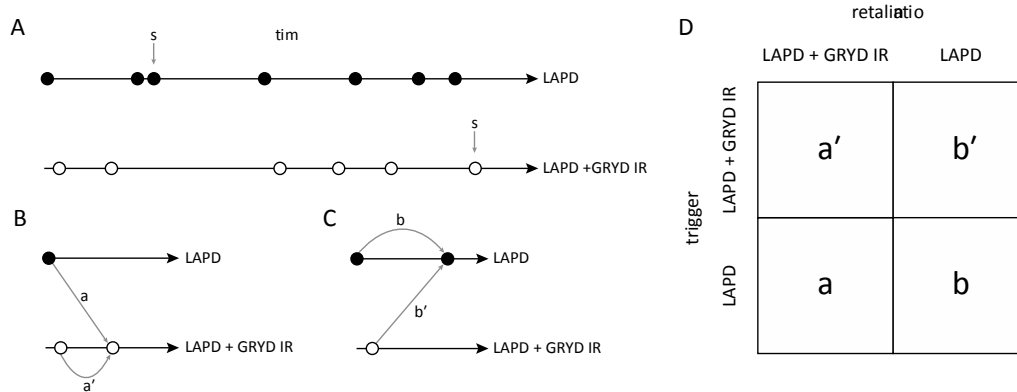 A
s
tim
LAPD
s
LAPD +GRYD IR
B
LAPD
a
LAPD + GRYD IR
a′
C
b
LAPD
b′
LAPD + GRYD IR
D
LAPD + GRYD IR
LAPD
trigger
LAPD + GRYD IR
LAPD
a′
b′
a
b